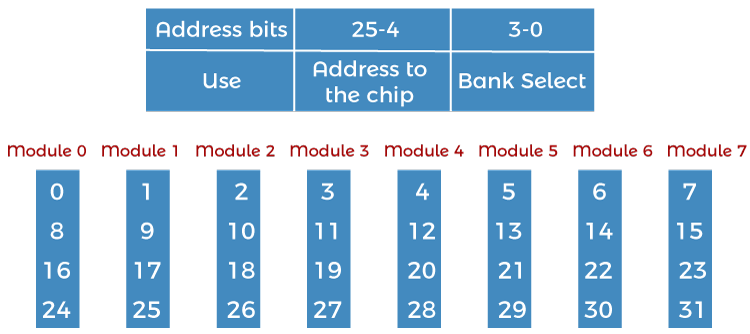 Address bits 25-4 3-0
Use Address to the chip Bank Select
Module 0 Module 1 Module 2 Module 3 Module 4 Module 5 Module 6 Module 7
0 1 2 3 4 5 6 7
8 9 10 11 12 13 14 15
16 17 18 19 20 21 22 23
24 25 26 27 28 29 30 31